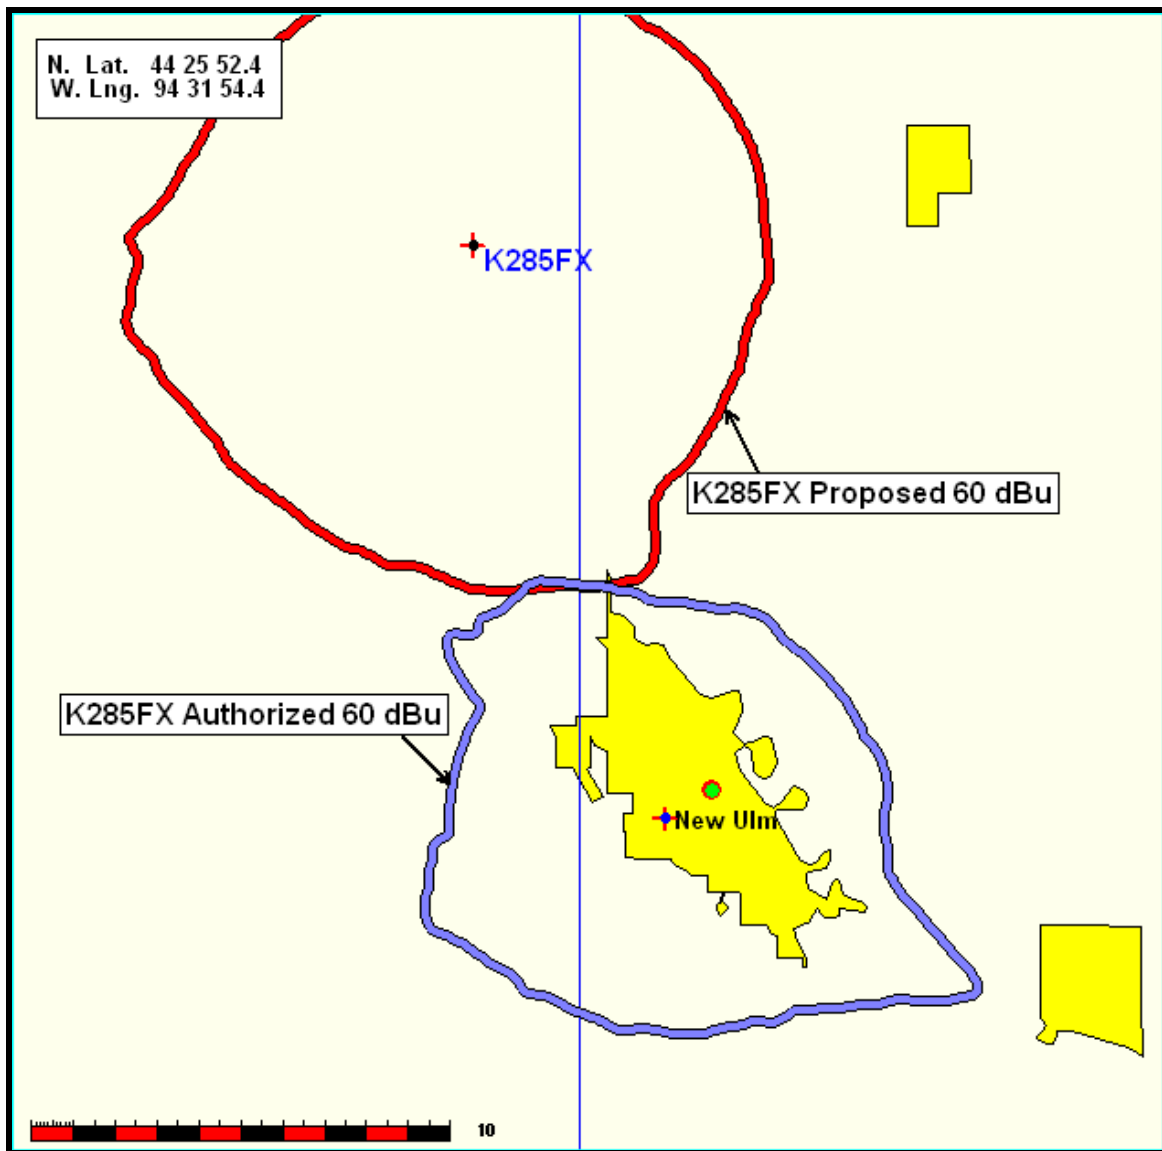 N. Lat. 44 25 52.4
W. Lng. 94 31 54.4
K285FX
K285FX Proposed 60 dBu
K285FX Authorized 60 dBu
New Ulm
10